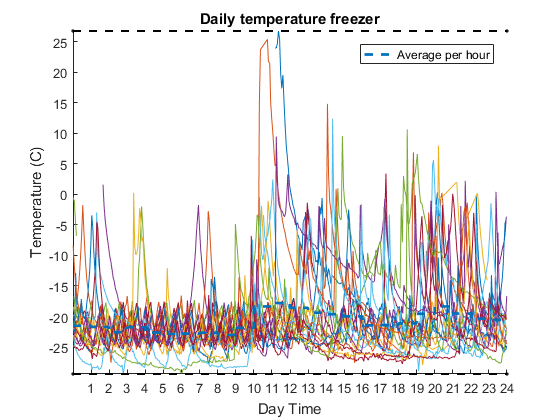 Daily temperature freezer
Average per hour
Temperature (C)
25
20
15
10
5
0
-5
-10
-15
-20
-25
1 2 3 4 5 6 7 8 9 10 11 12 13 14 15 16 17 18 19 20 21 22 23 24
Day Time